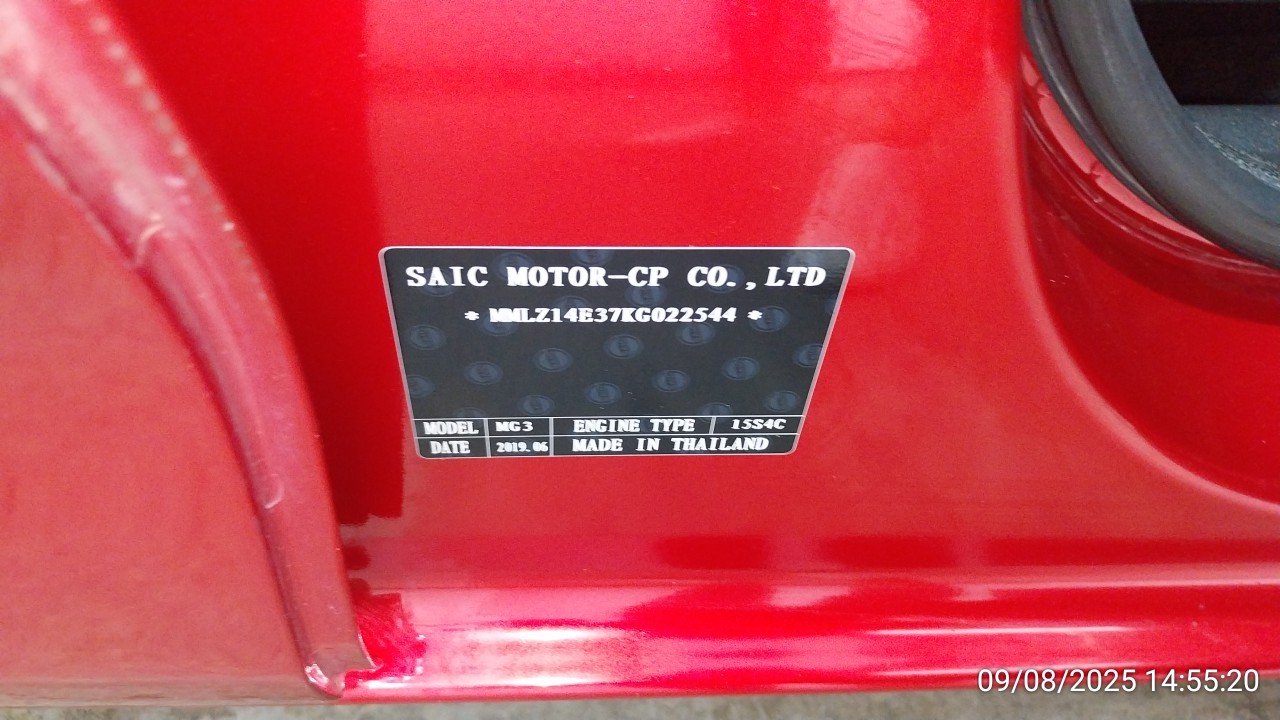 SAIC MOTOR-CP CO.,LTD
* MMLZ14E37KG022544 *
MODEL MG3 ENGINE TYPE 15S4C
DATE 2019.06 MADE IN THAILAND
09/08/2025 14:55:20